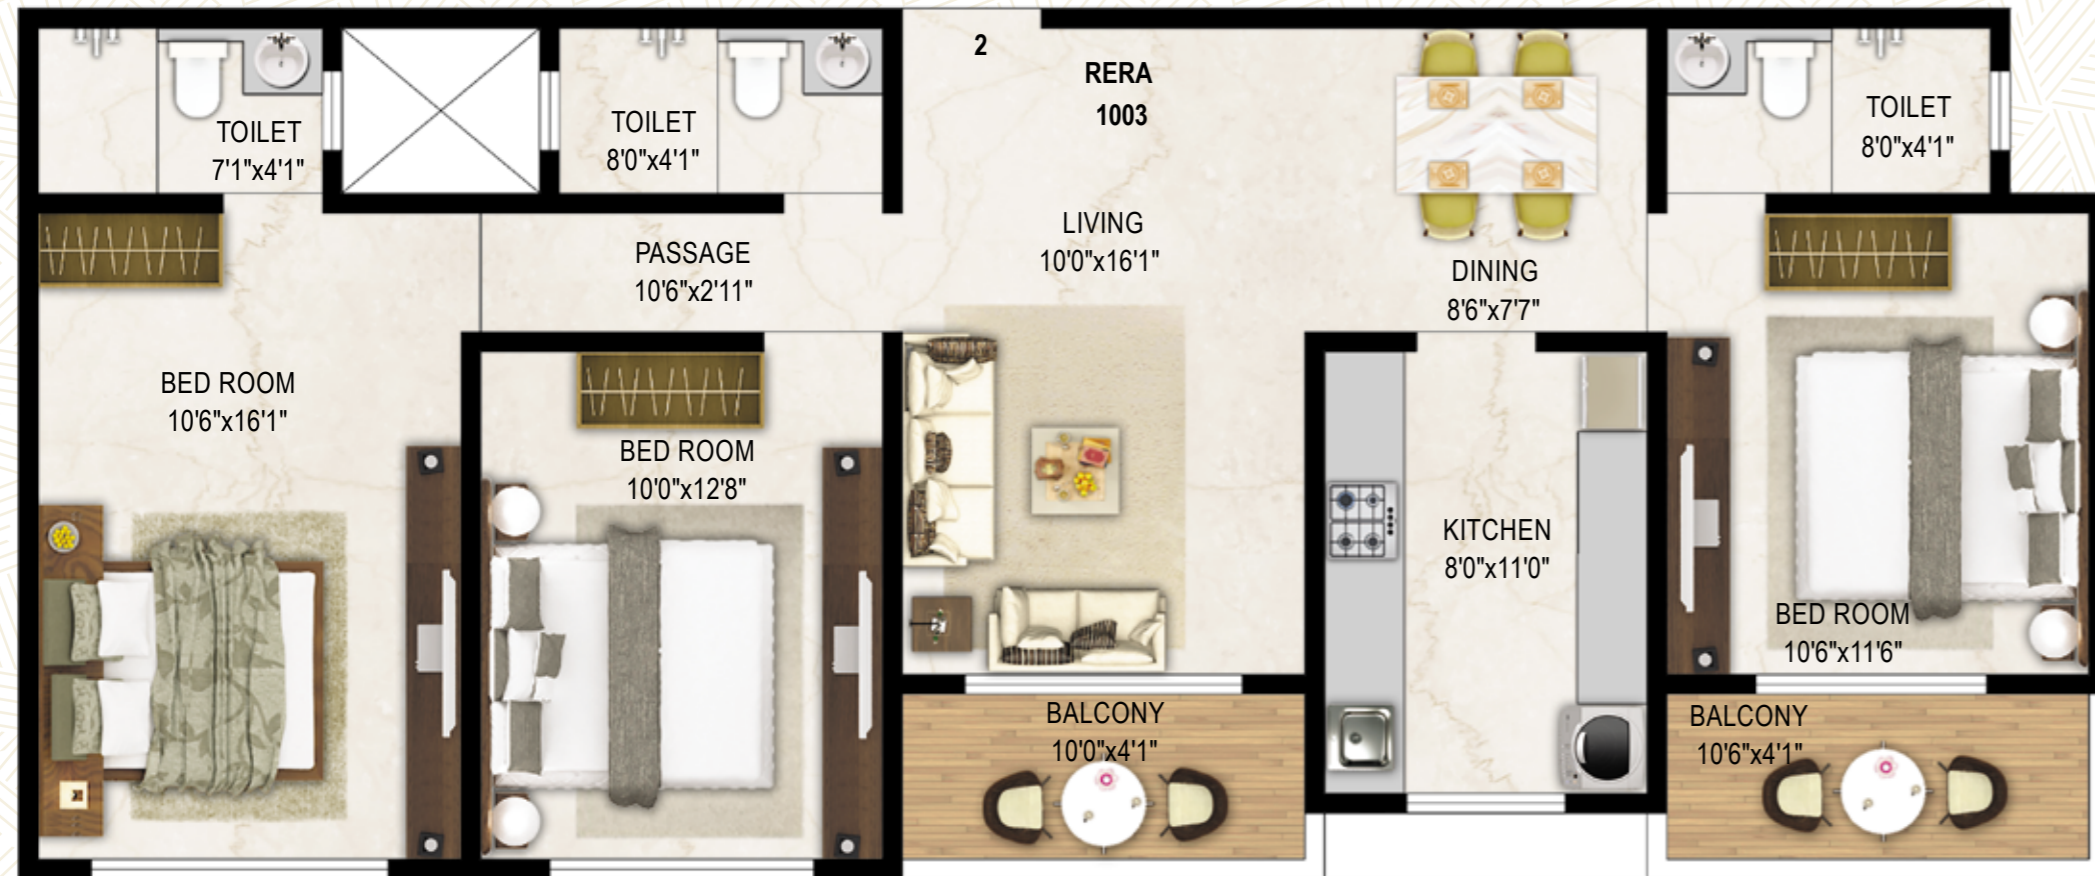 2
RERA
1003
TOILET
7'1"x4'1"
TOILET
8'0"x4'1"
TOILET
8'0"x4'1"
PASSAGE
10'6"x2'11"
LIVING
10'0"x16'1"
DINING
8'6"x7'7"
BED ROOM
10'6"x16'1"
BED ROOM
10'0"x12'8"
KITCHEN
8'0"x11'0"
BED ROOM
10'6"x11'6"
BALCONY
10'0"x4'1"
BALCONY
10'6"x4'1"